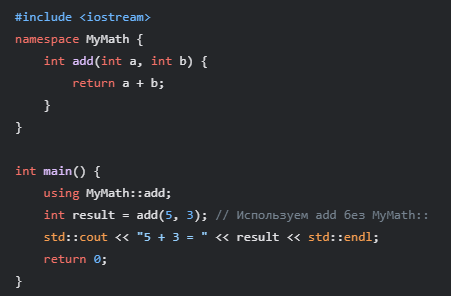 #include <iostream>
namespace MyMath {
    int add(int a, int b) {
        return a + b;
    }
}

int main() {
    using MyMath::add;
    int result = add(5, 3); // Используем add без MyMath::
    std::cout << "5 + 3 = " << result << std::endl;
    return 0;
}